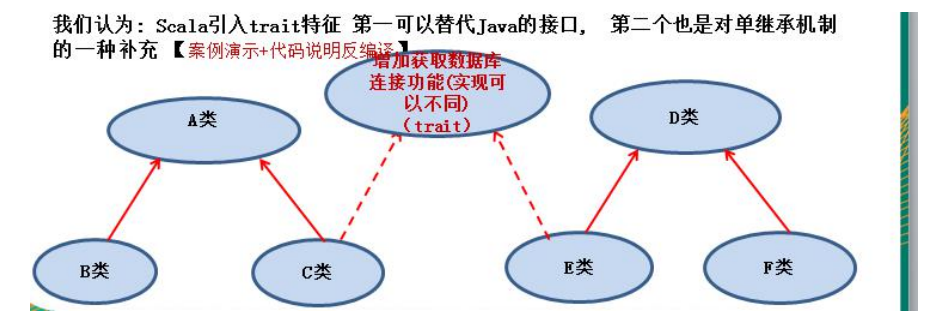 我们认为: Scala引入trait特征 第一可以替代Java的接口, 第二个也是对单继承机制
的一种补充 【案例演示+代码说明反编译】
增加获取数据库
连接功能(实现可
以不同)
(trait)
A类
D类
B类
C类
E类
F类